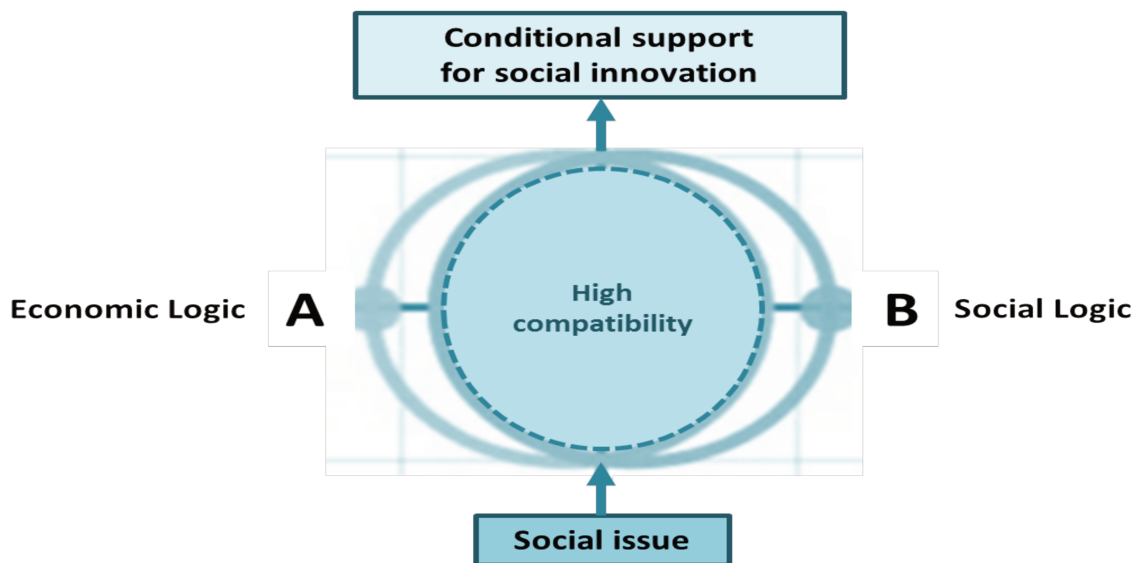 Conditional support
for social innovation
Economic Logic
A
High
compatibility
B
Social Logic
Social issue